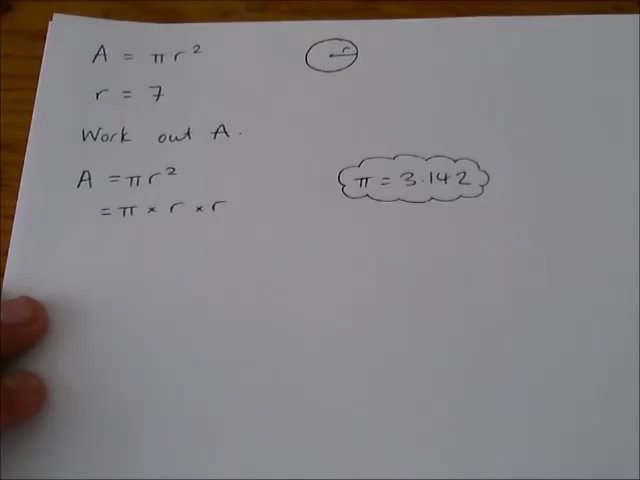 A = πr²
r
r = 7
Work out A.
A = πr²
π = 3.142
= π × r × r